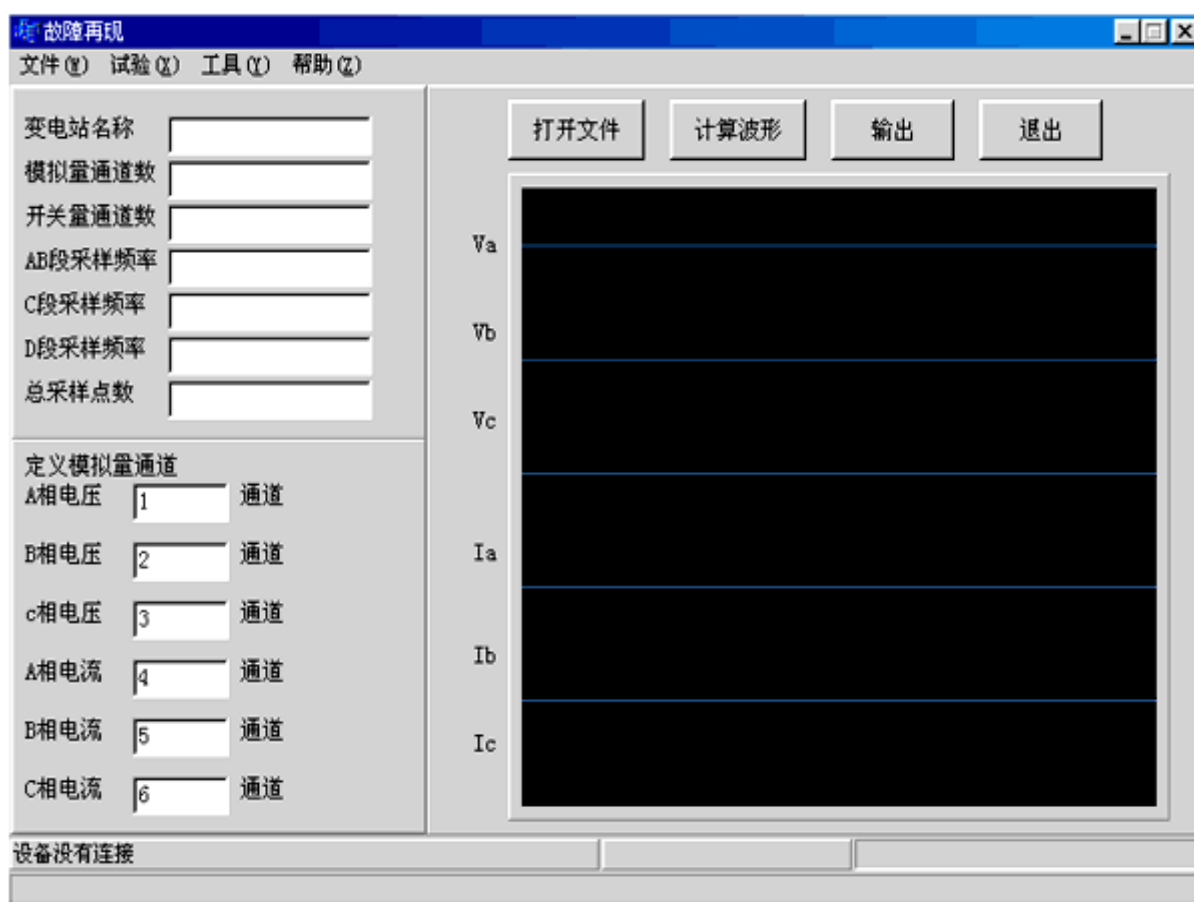 故障再现
文件(W) 试验(X) 工具(Y) 帮助(Z)
变电站名称
模拟量通道数
开关量通道数
AB段采样频率
C段采样频率
D段采样频率
总采样点数
定义模拟量通道
A相电压 1 通道
B相电压 2 通道
c相电压 3 通道
A相电流 4 通道
B相电流 5 通道
C相电流 6 通道
打开文件 计算波形 输出 退出
Va
Vb
Vc
Ia
Ib
Ic
设备没有连接